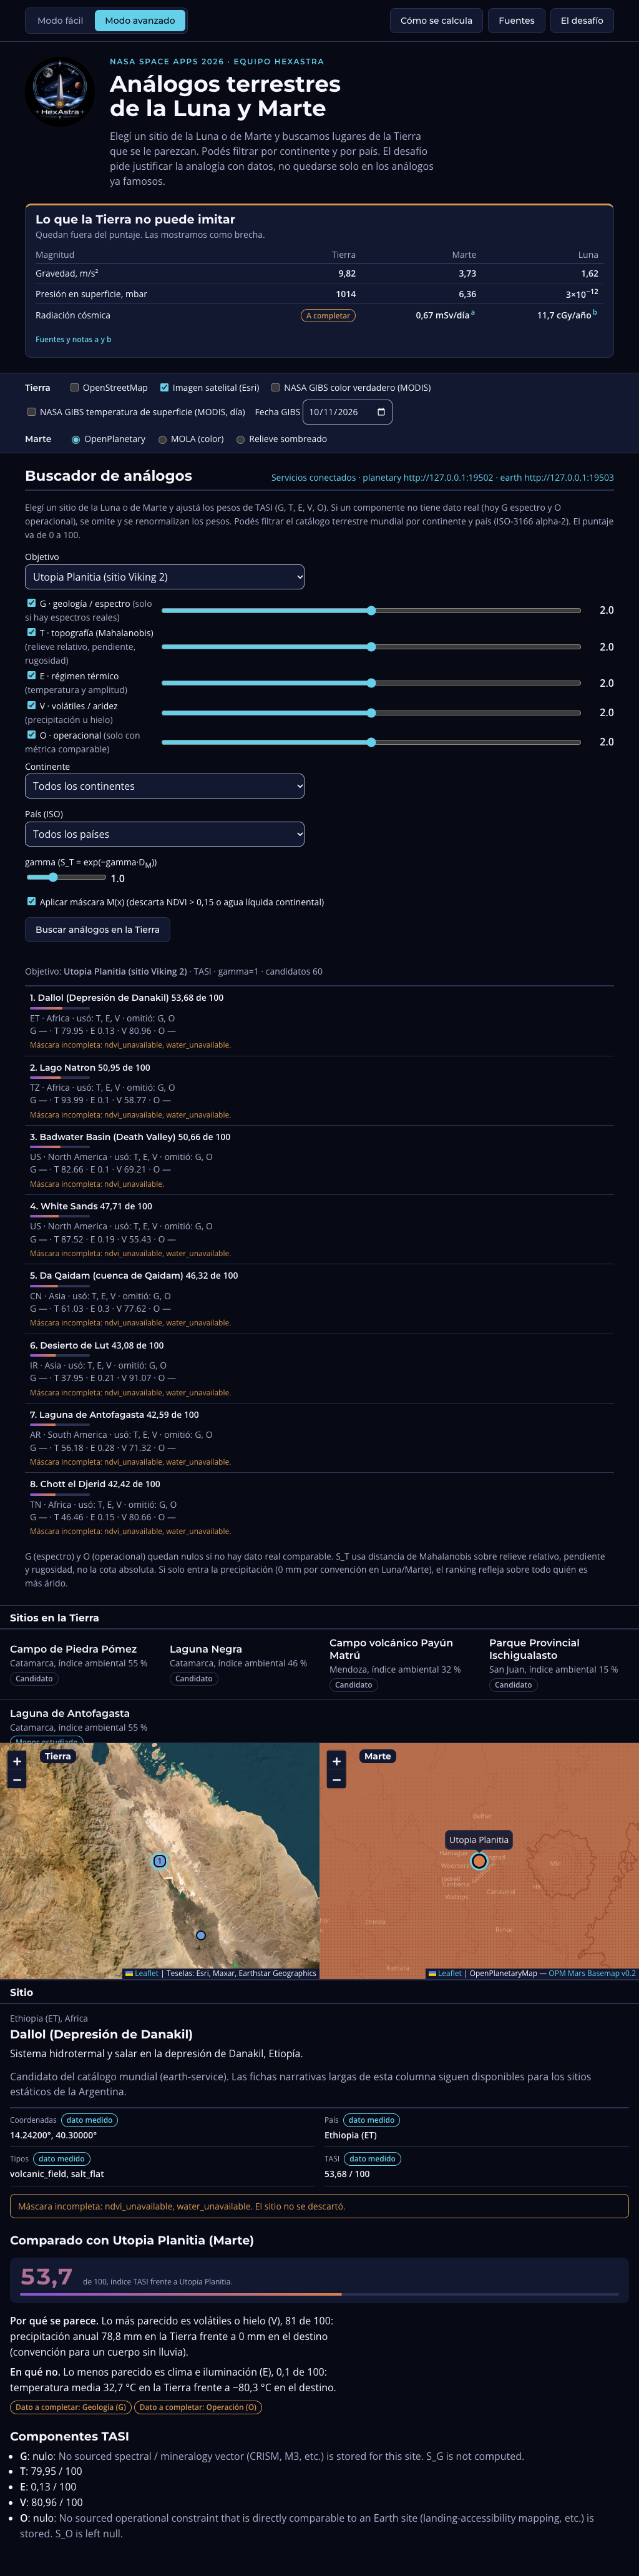 Modo fácil
Modo avanzado
Cómo se calcula
Fuentes
El desafío
HexAstra
NASA SPACE APPS 2026 · EQUIPO HEXASTRA
Análogos terrestres
de la Luna y Marte
Elegí un sitio de la Luna o de Marte y buscamos lugares de la Tierra
que se le parezcan. Podés filtrar por continente y por país. El desafío
pide justificar la analogía con datos, no quedarse solo en los análogos
ya famosos.
Lo que la Tierra no puede imitar
Quedan fuera del puntaje. Las mostramos como brecha.
Magnitud Tierra Marte Luna
Gravedad, m/s² 9,82 3,73 1,62
Presión en superficie, mbar 1014 6,36 3×10⁻¹²
Radiación cósmica A completar 0,67 mSv/día a 11,7 cGy/año b
Fuentes y notas a y b
Tierra OpenStreetMap Imagen satelital (Esri) NASA GIBS color verdadero (MODIS)
NASA GIBS temperatura de superficie (MODIS, día) Fecha GIBS 10/11/2026
Marte OpenPlanetary MOLA (color) Relieve sombreado
Buscador de análogos
Servicios conectados · planetary http://127.0.0.1:19502 · earth http://127.0.0.1:19503
Elegí un sitio de la Luna o de Marte y ajustá los pesos de TASI (G, T, E, V, O). Si un componente no tiene dato real (hoy G espectro y O
operacional), se omite y se renormalizan los pesos. Podés filtrar el catálogo terrestre mundial por continente y país (ISO-3166 alpha-2). El puntaje
va de 0 a 100.
Objetivo
Utopia Planitia (sitio Viking 2)
G · geología / espectro (solo
si hay espectros reales)
2.0
T · topografía (Mahalanobis)
(relieve relativo, pendiente,
rugosidad)
2.0
E · régimen térmico
(temperatura y amplitud)
2.0
V · volátiles / aridez
(precipitación u hielo)
2.0
O · operacional (solo con
métrica comparable)
2.0
Continente
Todos los continentes
País (ISO)
Todos los países
gamma (S_T = exp(−gamma·D_M))
1.0
Aplicar máscara M(x) (descarta NDVI > 0,15 o agua líquida continental)
Buscar análogos en la Tierra
Objetivo: Utopia Planitia (sitio Viking 2) · TASI · gamma=1 · candidatos 60
1. Dallol (Depresión de Danakil) 53,68 de 100
ET · Africa · usó: T, E, V · omitió: G, O
G — · T 79.95 · E 0.13 · V 80.96 · O —
Máscara incompleta: ndvi_unavailable, water_unavailable.
2. Lago Natron 50,95 de 100
TZ · Africa · usó: T, E, V · omitió: G, O
G — · T 93.99 · E 0.1 · V 58.77 · O —
Máscara incompleta: ndvi_unavailable, water_unavailable.
3. Badwater Basin (Death Valley) 50,66 de 100
US · North America · usó: T, E, V · omitió: G, O
G — · T 82.66 · E 0.1 · V 69.21 · O —
Máscara incompleta: ndvi_unavailable.
4. White Sands 47,71 de 100
US · North America · usó: T, E, V · omitió: G, O
G — · T 87.52 · E 0.19 · V 55.43 · O —
Máscara incompleta: ndvi_unavailable, water_unavailable.
5. Da Qaidam (cuenca de Qaidam) 46,32 de 100
CN · Asia · usó: T, E, V · omitió: G, O
G — · T 61.03 · E 0.3 · V 77.62 · O —
Máscara incompleta: ndvi_unavailable, water_unavailable.
6. Desierto de Lut 43,08 de 100
IR · Asia · usó: T, E, V · omitió: G, O
G — · T 37.95 · E 0.21 · V 91.07 · O —
Máscara incompleta: ndvi_unavailable, water_unavailable.
7. Laguna de Antofagasta 42,59 de 100
AR · South America · usó: T, E, V · omitió: G, O
G — · T 56.18 · E 0.28 · V 71.32 · O —
Máscara incompleta: ndvi_unavailable, water_unavailable.
8. Chott el Djerid 42,42 de 100
TN · Africa · usó: T, E, V · omitió: G, O
G — · T 46.46 · E 0.15 · V 80.66 · O —
Máscara incompleta: ndvi_unavailable, water_unavailable.
G (espectro) y O (operacional) quedan nulos si no hay dato real comparable. S_T usa distancia de Mahalanobis sobre relieve relativo, pendiente
y rugosidad, no la cota absoluta. Si solo entra la precipitación (0 mm por convención en Luna/Marte), el ranking refleja sobre todo quién es
más árido.
Sitios en la Tierra
Campo de Piedra Pómez
Catamarca, índice ambiental 55 %
Candidato
Laguna Negra
Catamarca, índice ambiental 46 %
Candidato
Campo volcánico Payún
Matrú
Mendoza, índice ambiental 32 %
Candidato
Parque Provincial
Ischigualasto
San Juan, índice ambiental 15 %
Candidato
Laguna de Antofagasta
Catamarca, índice ambiental 55 %
Menos estudiado
+
−
Tierra
1
Leaflet | Teselas: Esri, Maxar, Earthstar Geographics
+
−
Marte
Utopia Planitia
Leaflet | OpenPlanetaryMap — OPM Mars Basemap v0.2
Sitio
Ethiopia (ET), Africa
Dallol (Depresión de Danakil)
Sistema hidrotermal y salar en la depresión de Danakil, Etiopía.
Candidato del catálogo mundial (earth-service). Las fichas narrativas largas de esta columna siguen disponibles para los sitios
estáticos de la Argentina.
Coordenadas dato medido
14.24200°, 40.30000°
País dato medido
Ethiopia (ET)
Tipos dato medido
volcanic_field, salt_flat
TASI dato medido
53,68 / 100
Máscara incompleta: ndvi_unavailable, water_unavailable. El sitio no se descartó.
Comparado con Utopia Planitia (Marte)
53,7 de 100, índice TASI frente a Utopia Planitia.
Por qué se parece. Lo más parecido es volátiles o hielo (V), 81 de 100:
precipitación anual 78,8 mm en la Tierra frente a 0 mm en el destino
(convención para un cuerpo sin lluvia).
En qué no. Lo menos parecido es clima e iluminación (E), 0,1 de 100:
temperatura media 32,7 °C en la Tierra frente a −80,3 °C en el destino.
Dato a completar: Geología (G) Dato a completar: Operación (O)
Componentes TASI
G: nulo: No sourced spectral / mineralogy vector (CRISM, M3, etc.) is stored for this site. S_G is not computed.
T: 79,95 / 100
E: 0,13 / 100
V: 80,96 / 100
O: nulo: No sourced operational constraint that is directly comparable to an Earth site (landing-accessibility mapping, etc.) is
stored. S_O is left null.